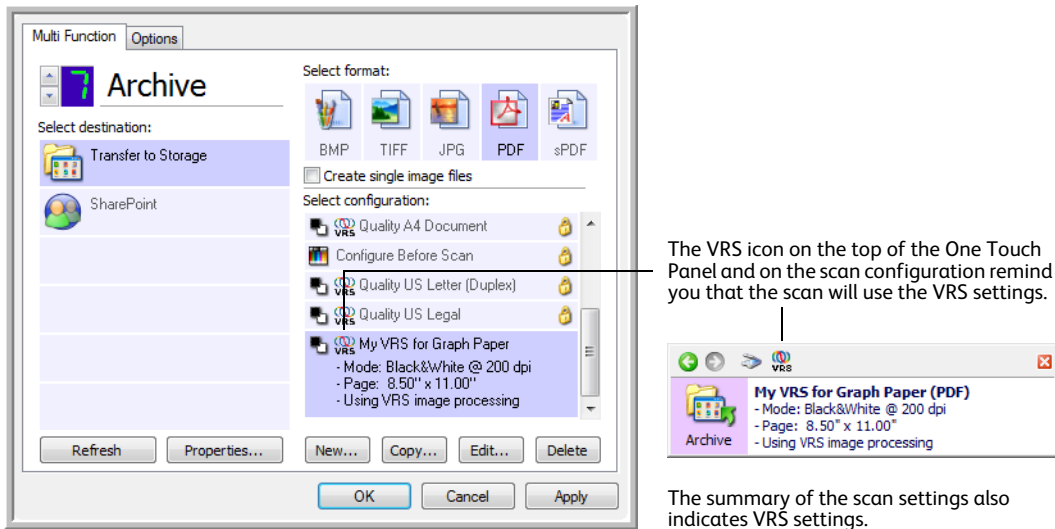 Multi Function
Options
7
Archive
Select destination:
Transfer to Storage
SharePoint
Select format:
BMP
TIFF
JPG
PDF
sPDF
Create single image files
Select configuration:
VRS Quality A4 Document
Configure Before Scan
VRS Quality US Letter (Duplex)
VRS Quality US Legal
VRS My VRS for Graph Paper
- Mode: Black&White @ 200 dpi
- Page: 8.50" x 11.00"
- Using VRS image processing
Refresh
Properties...
New...
Copy...
Edit...
Delete
OK
Cancel
Apply
The VRS icon on the top of the One Touch
Panel and on the scan configuration remind
you that the scan will use the VRS settings.
VRS
Archive
My VRS for Graph Paper (PDF)
- Mode: Black&White @ 200 dpi
- Page: 8.50" x 11.00"
- Using VRS image processing
The summary of the scan settings also
indicates VRS settings.